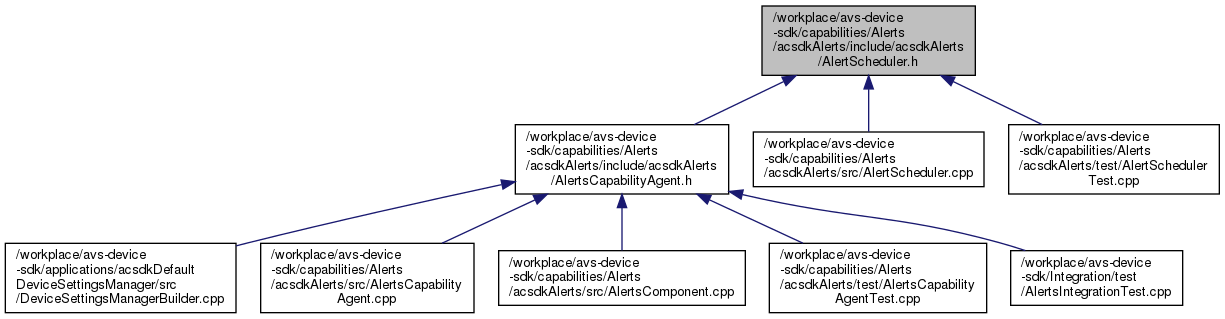 /workplace/avs-device
-sdk/capabilities/Alerts
/acsdkAlerts/include/acsdkAlerts
/AlertScheduler.h
/workplace/avs-device
-sdk/capabilities/Alerts
/acsdkAlerts/include/acsdkAlerts
/AlertsCapabilityAgent.h
/workplace/avs-device
-sdk/capabilities/Alerts
/acsdkAlerts/src/AlertScheduler.cpp
/workplace/avs-device
-sdk/capabilities/Alerts
/acsdkAlerts/test/AlertScheduler
Test.cpp
/workplace/avs-device
-sdk/applications/acsdkDefault
DeviceSettingsManager/src
/DeviceSettingsManagerBuilder.cpp
/workplace/avs-device
-sdk/capabilities/Alerts
/acsdkAlerts/src/AlertsCapability
Agent.cpp
/workplace/avs-device
-sdk/capabilities/Alerts
/acsdkAlerts/src/AlertsComponent.cpp
/workplace/avs-device
-sdk/capabilities/Alerts
/acsdkAlerts/test/AlertsCapability
AgentTest.cpp
/workplace/avs-device
-sdk/Integration/test
/AlertsIntegrationTest.cpp